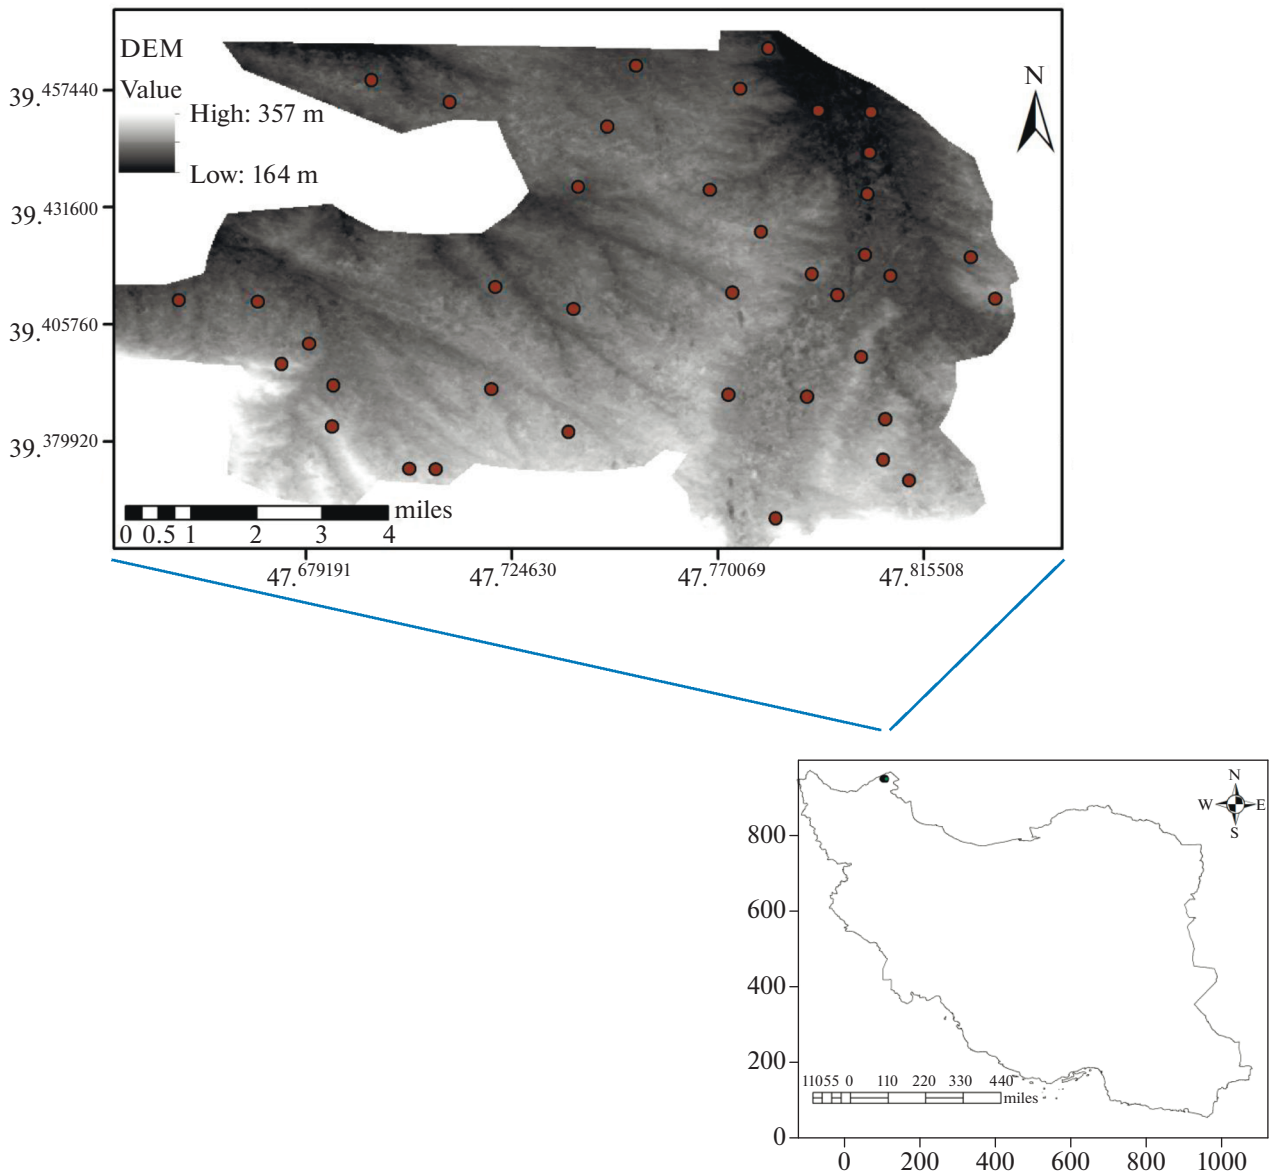 DEM
Value
High: 357 m
Low: 164 m
N
39.457440
39.431600
39.405760
39.379920
miles
0 0.5 1 2 3 4
47.679191 47.724630 47.770069 47.815508
N
W E
S
800
600
400
200
0
11055 0 110 220 330 440
miles
0 200 400 600 800 1000